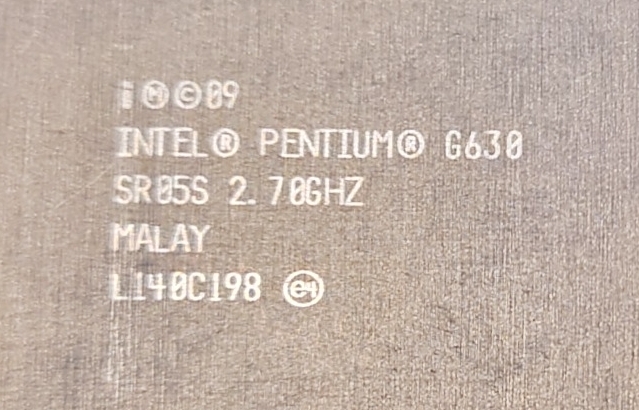 i Ⓜ © 09
INTEL® PENTIUM® G630
SR05S 2.70GHZ
MALAY
L140C198 e4